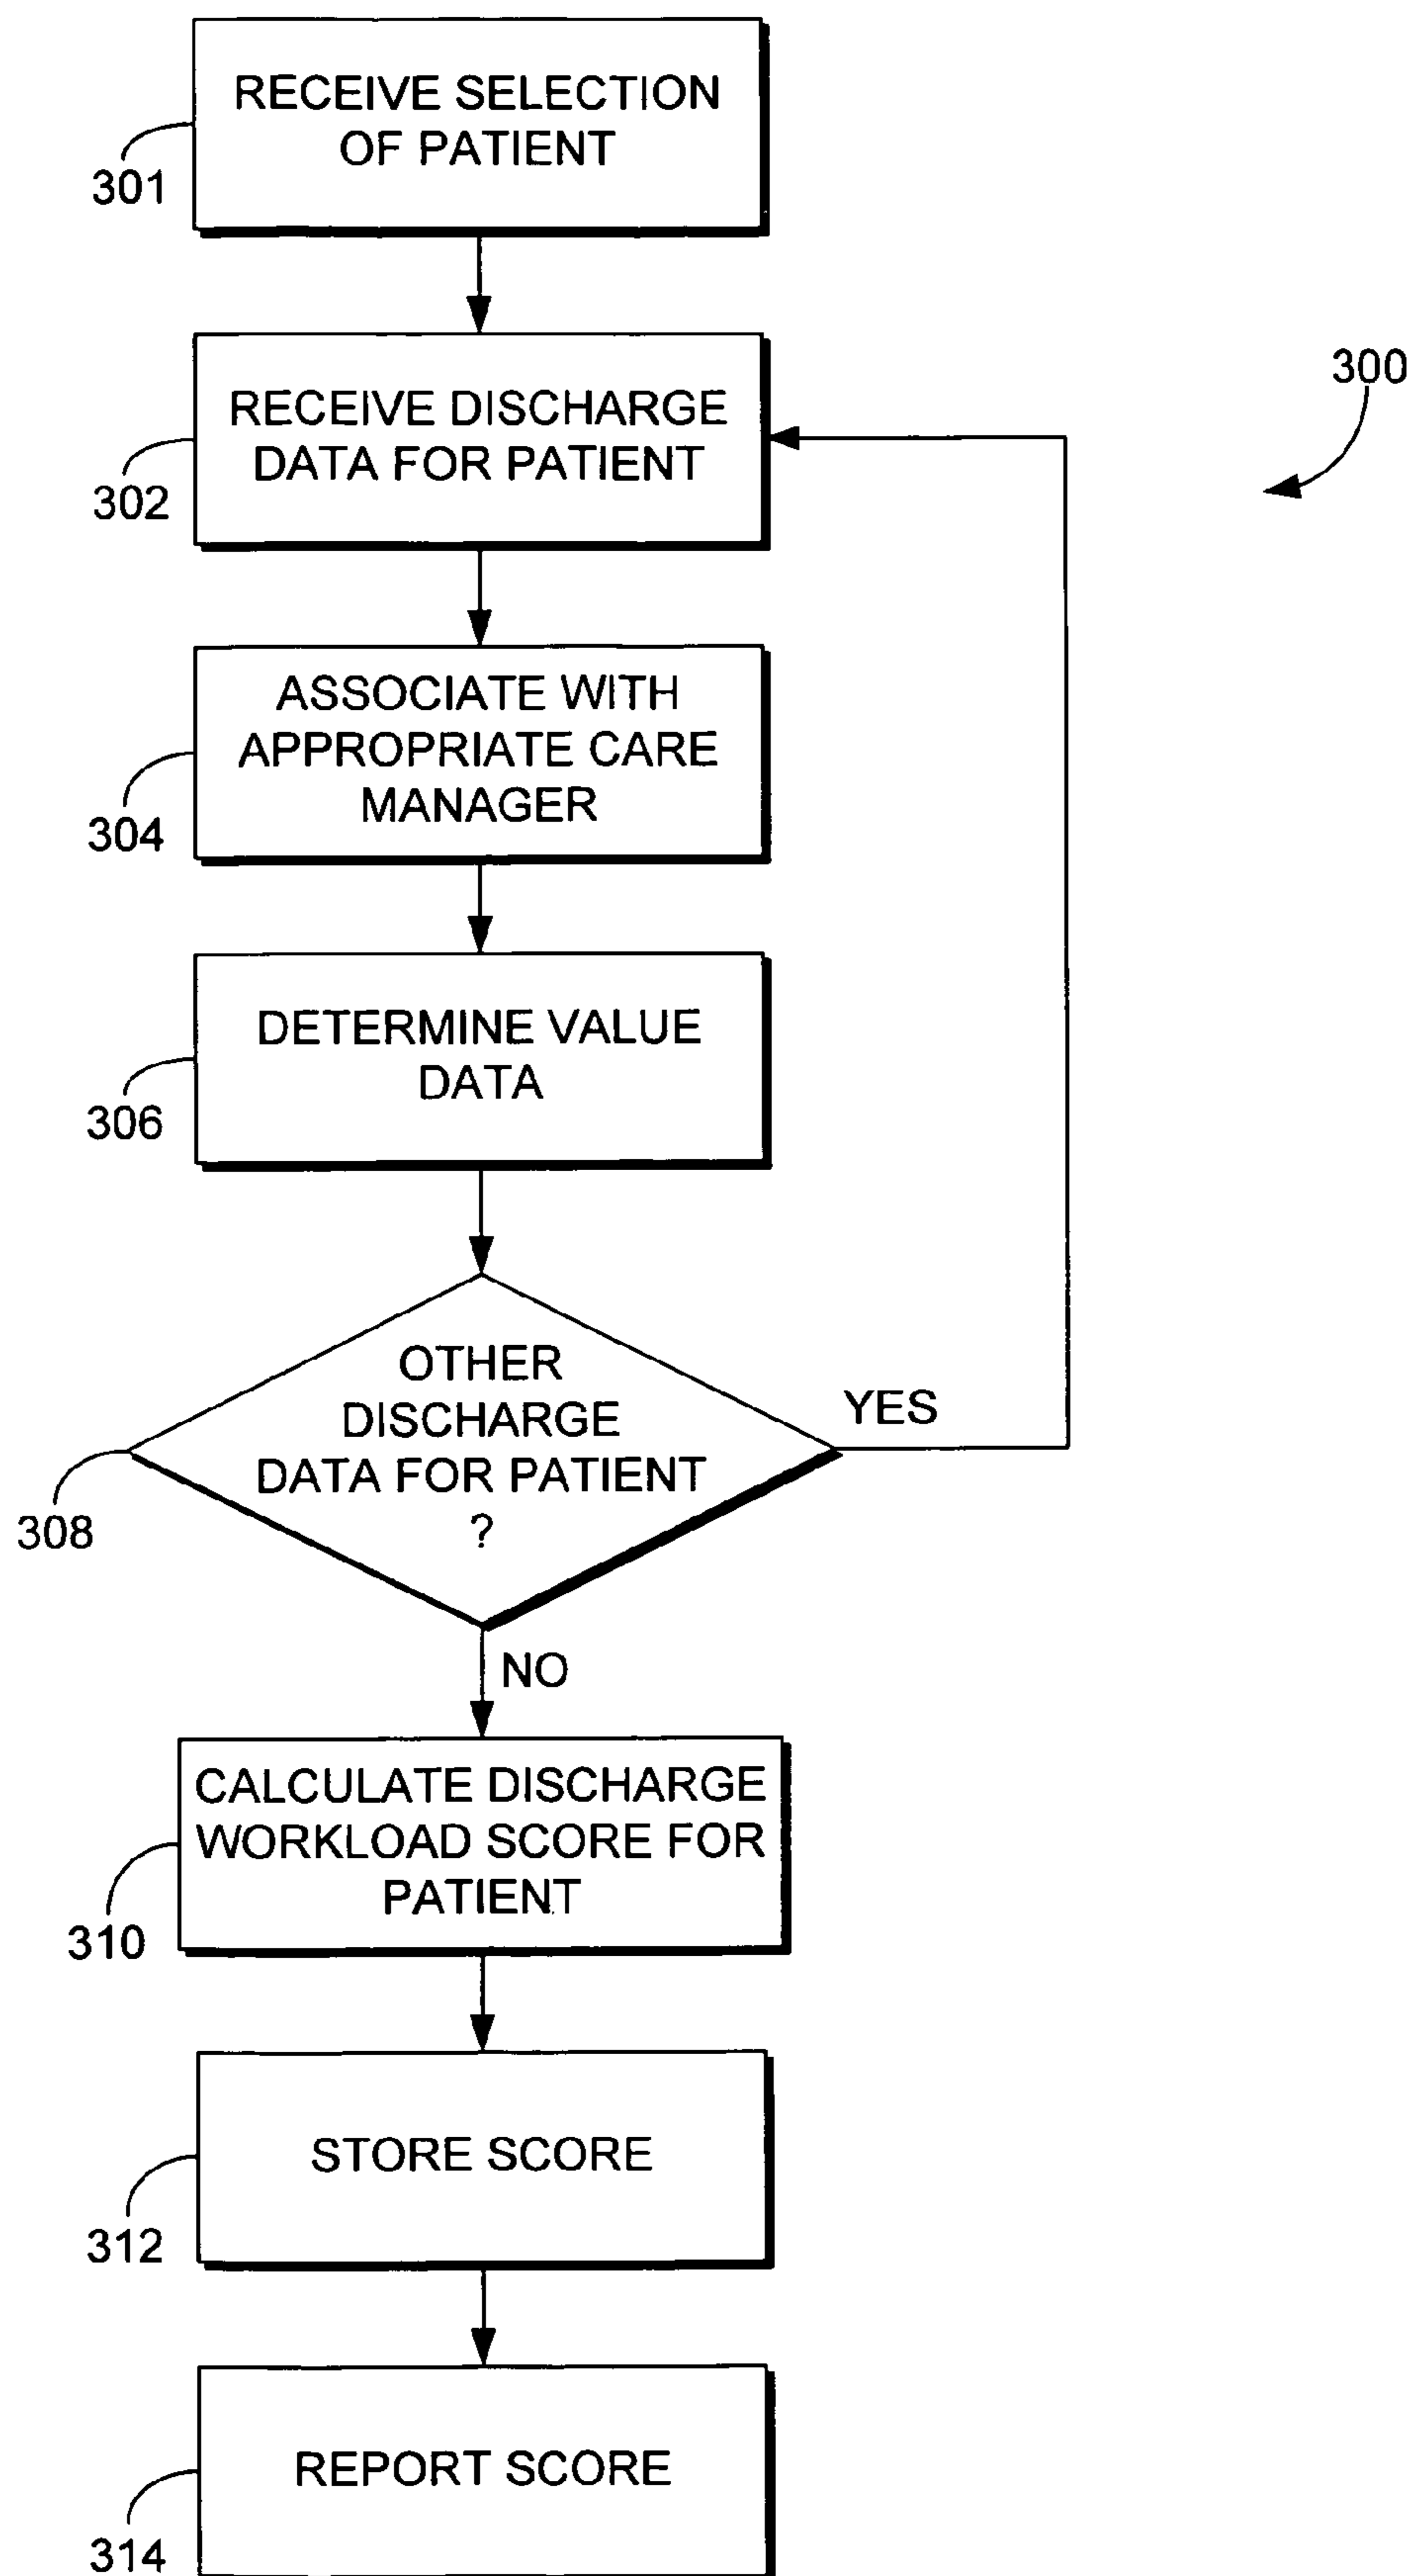 RECEIVE SELECTION
OF PATIENT
301
300
RECEIVE DISCHARGE
DATA FOR PATIENT
302
ASSOCIATE WITH
APPROPRIATE CARE
MANAGER
304
DETERMINE VALUE
DATA
306
OTHER
DISCHARGE
DATA FOR PATIENT
?
YES
308
NO
CALCULATE DISCHARGE
WORKLOAD SCORE FOR
PATIENT
310
STORE SCORE
312
REPORT SCORE
314